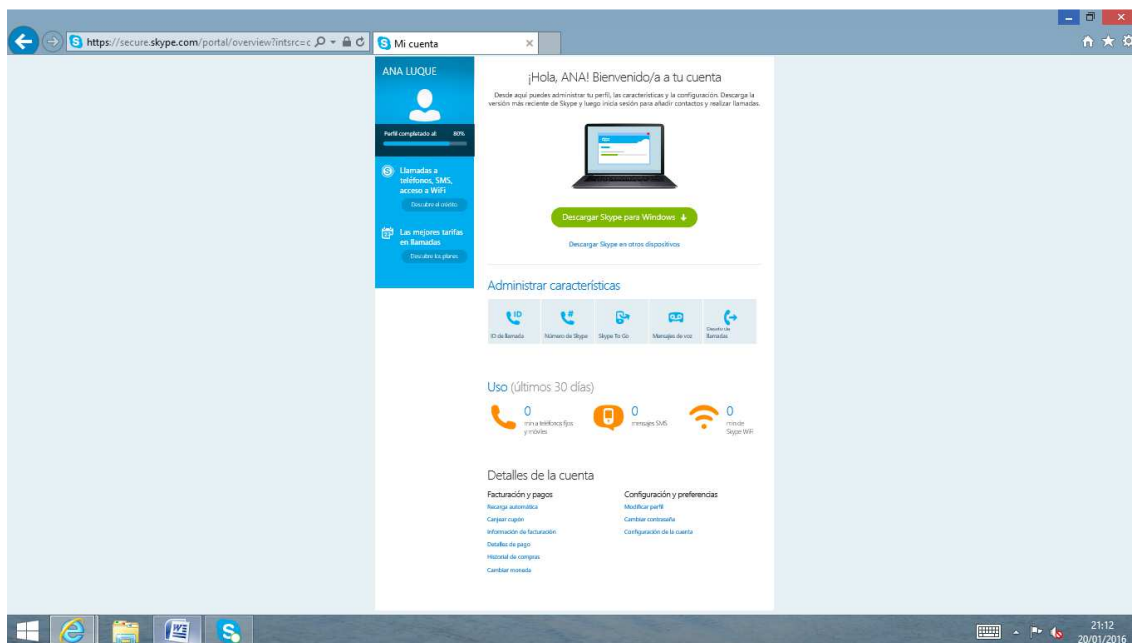 https://secure.skype.com/portal/overview?intsrc=c
Mi cuenta
ANA LUQUE
Perfil completado al: 80%
Llamadas a
teléfonos, SMS,
acceso a WiFi
Descubre el crédito
Las mejores tarifas
en llamadas
Descubre los planes
¡Hola, ANA! Bienvenido/a a tu cuenta
Desde aquí puedes administrar tu perfil, las características y la configuración. Descarga la
versión más reciente de Skype y luego inicia sesión para añadir contactos y realizar llamadas.
Descargar Skype para Windows
Descargar Skype en otros dispositivos
Administrar características
ID de llamada
Número de Skype
Skype To Go
Mensajes de voz
Desvío de
llamadas
Uso (últimos 30 días)
0
min a teléfonos fijos
y móviles
0
mensajes SMS
0
min de
Skype WiFi
Detalles de la cuenta
Facturación y pagos
Recarga automática
Canjear cupón
Información de facturación
Detalles de pago
Historial de compras
Cambiar moneda
Configuración y preferencias
Modificar perfil
Cambiar contraseña
Configuración de la cuenta
21:12
20/01/2016